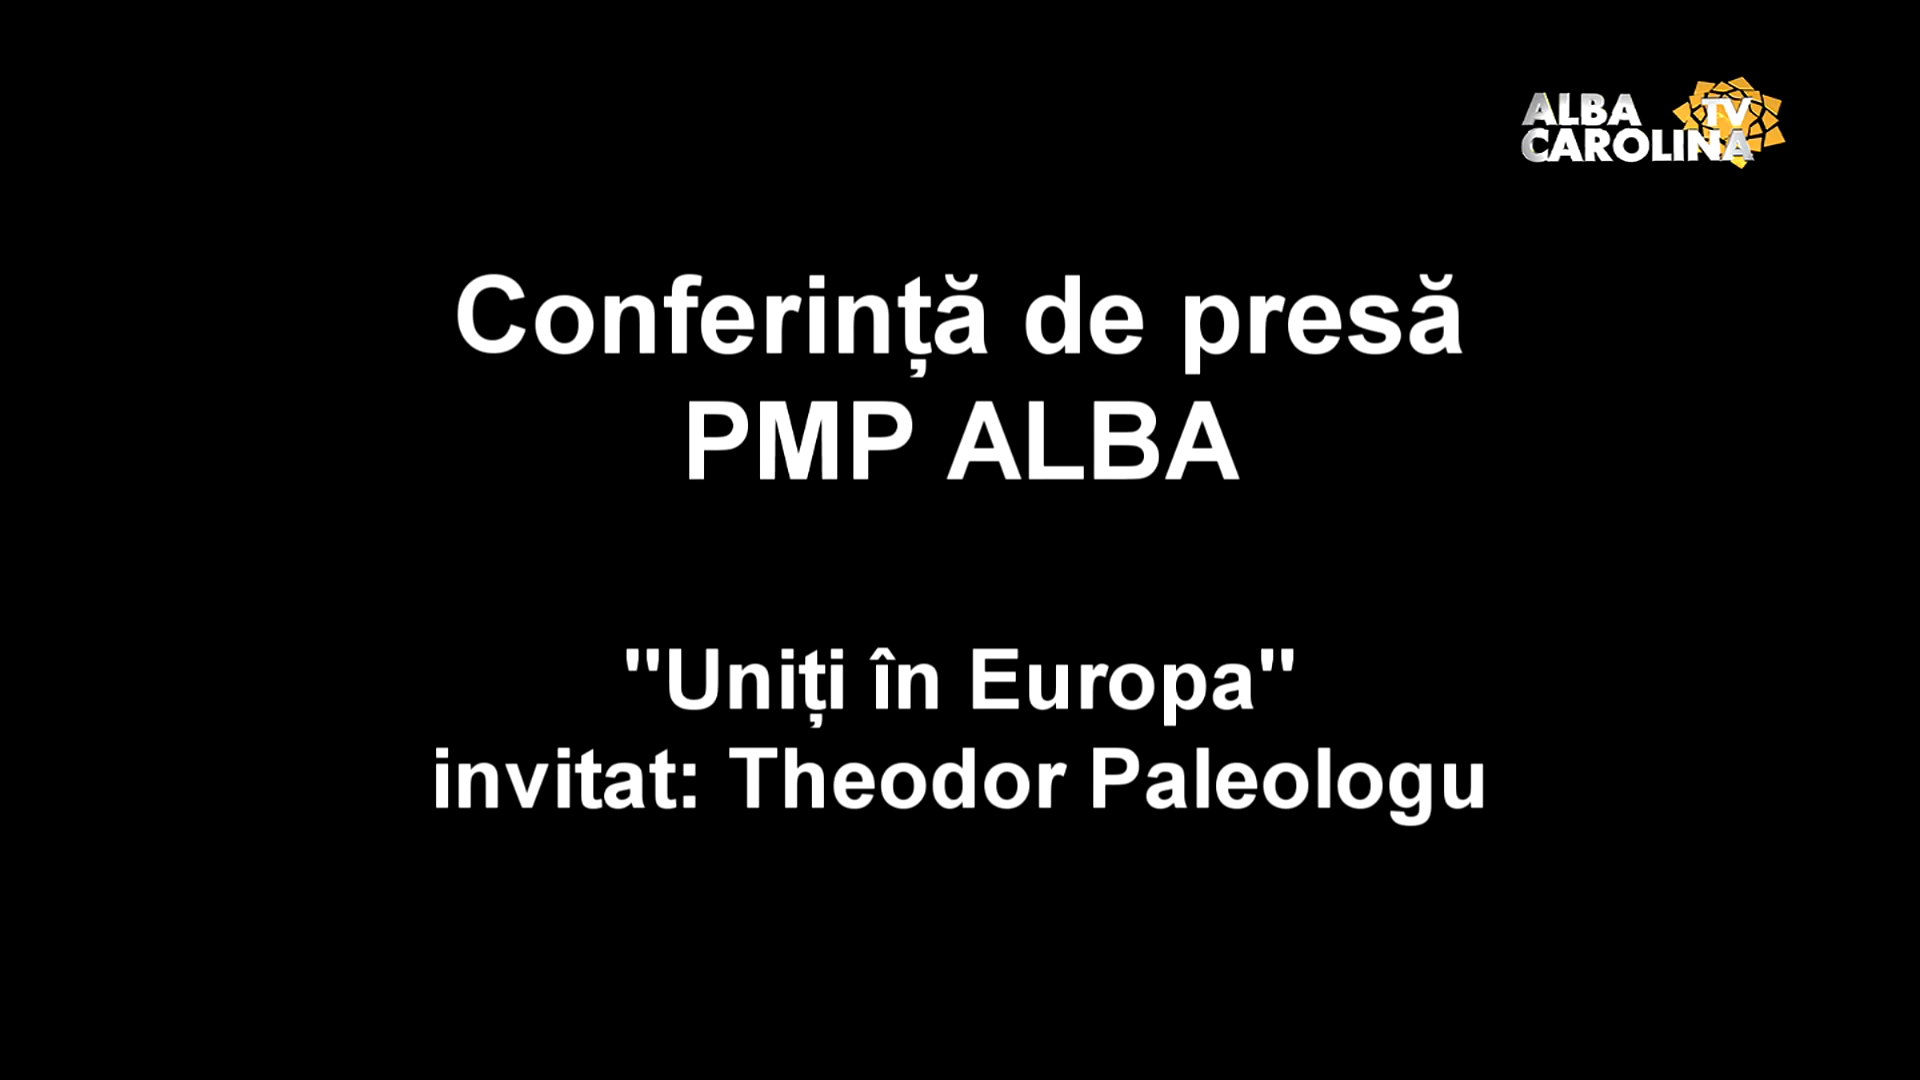 ALBA TV
CAROLINA
Conferință de presă
PMP ALBA
"Uniți în Europa"
invitat: Theodor Paleologu